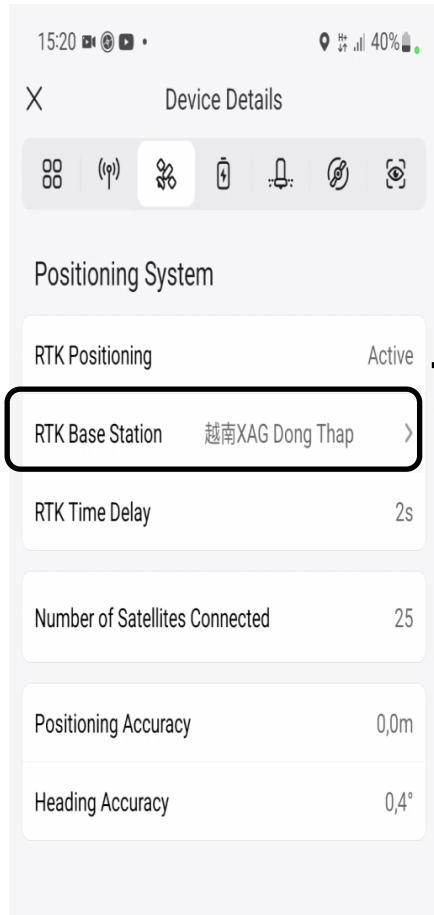 15:20
H+ 40%
Device Details
Positioning System
RTK Positioning Active
RTK Base Station 越南XAG Dong Thap
RTK Time Delay 2s
Number of Satellites Connected 25
Positioning Accuracy 0,0m
Heading Accuracy 0,4°